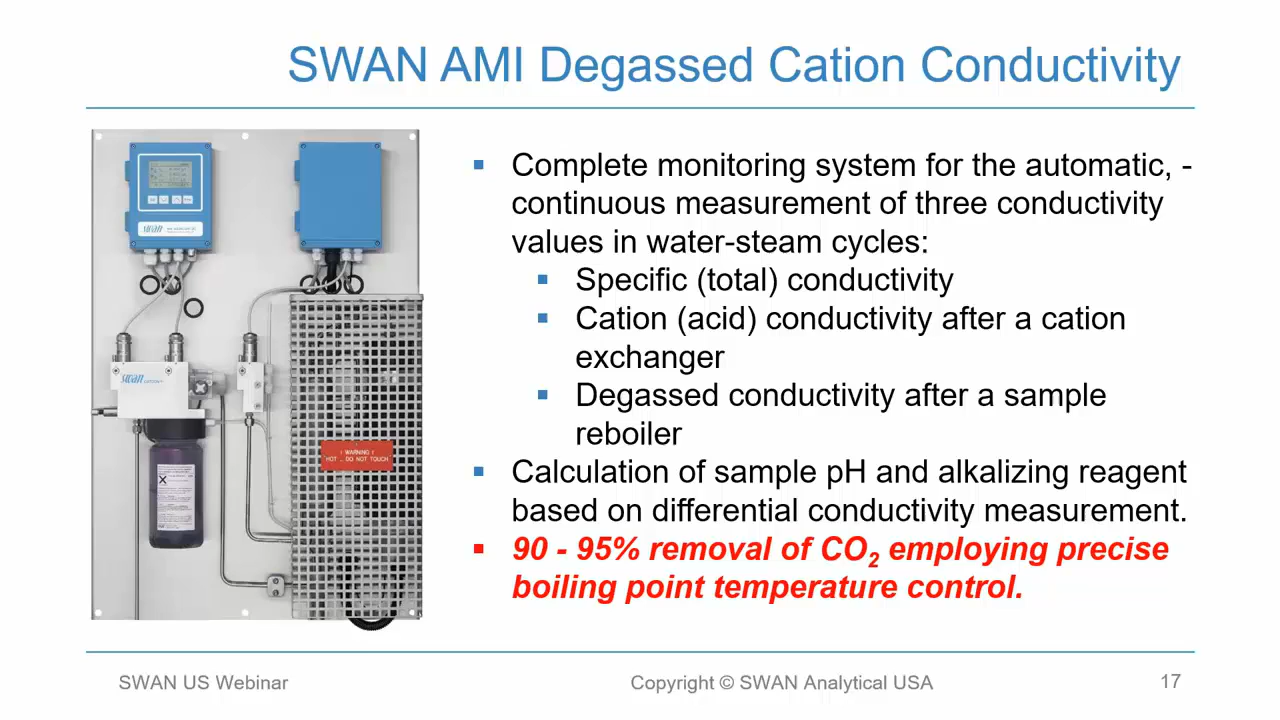 SWAN AMI Degassed Cation Conductivity
Complete monitoring system for the automatic, -
continuous measurement of three conductivity
values in water-steam cycles:
Specific (total) conductivity
Cation (acid) conductivity after a cation
exchanger
Degassed conductivity after a sample
reboiler
Calculation of sample pH and alkalizing reagent
based on differential conductivity measurement.
90 - 95% removal of CO2 employing precise
boiling point temperature control.
swan
swan
! WARNING !
HOT .. DO NOT TOUCH
SWAN US Webinar
Copyright © SWAN Analytical USA
17